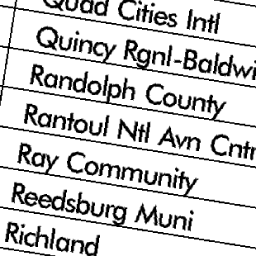 Quad Cities Intl
Quincy Rgnl-Baldwi
Randolph County
Rantoul Ntl Avn Cntr
Ray Community
Reedsburg Muni
Richland